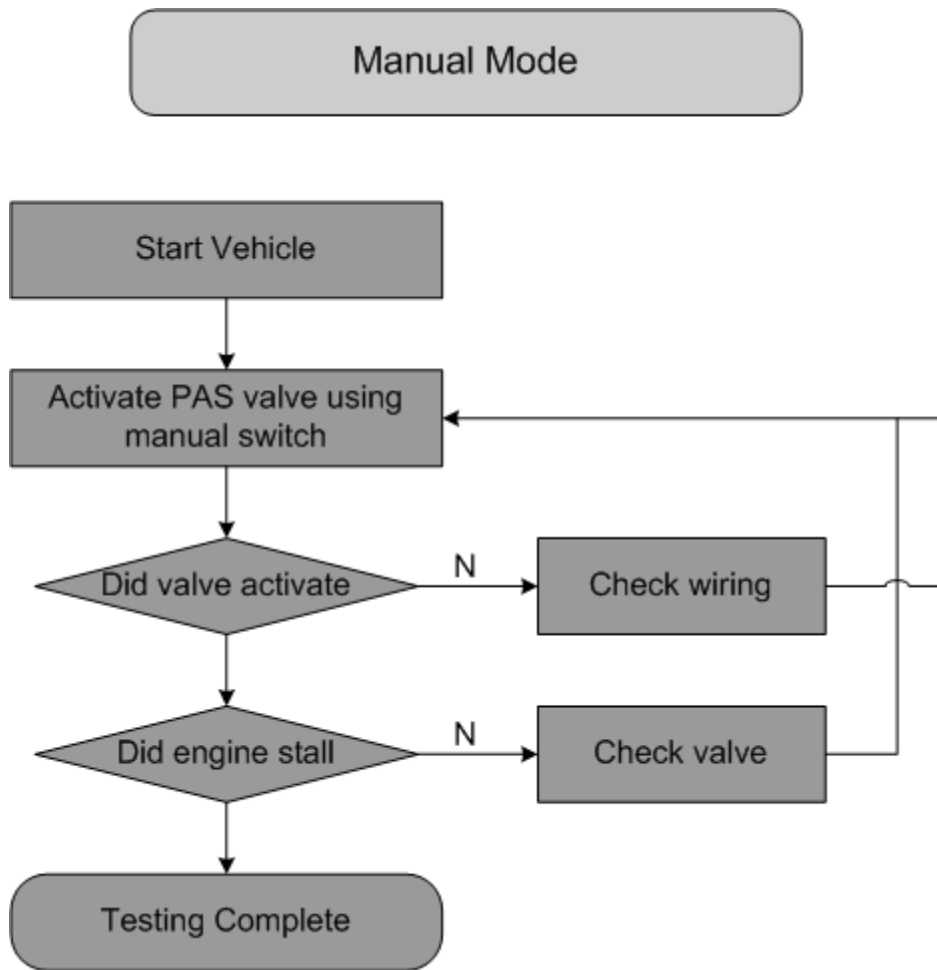 Manual Mode
Start Vehicle
Activate PAS valve using
manual switch
Did valve activate
N
Check wiring
Did engine stall
N
Check valve
Testing Complete